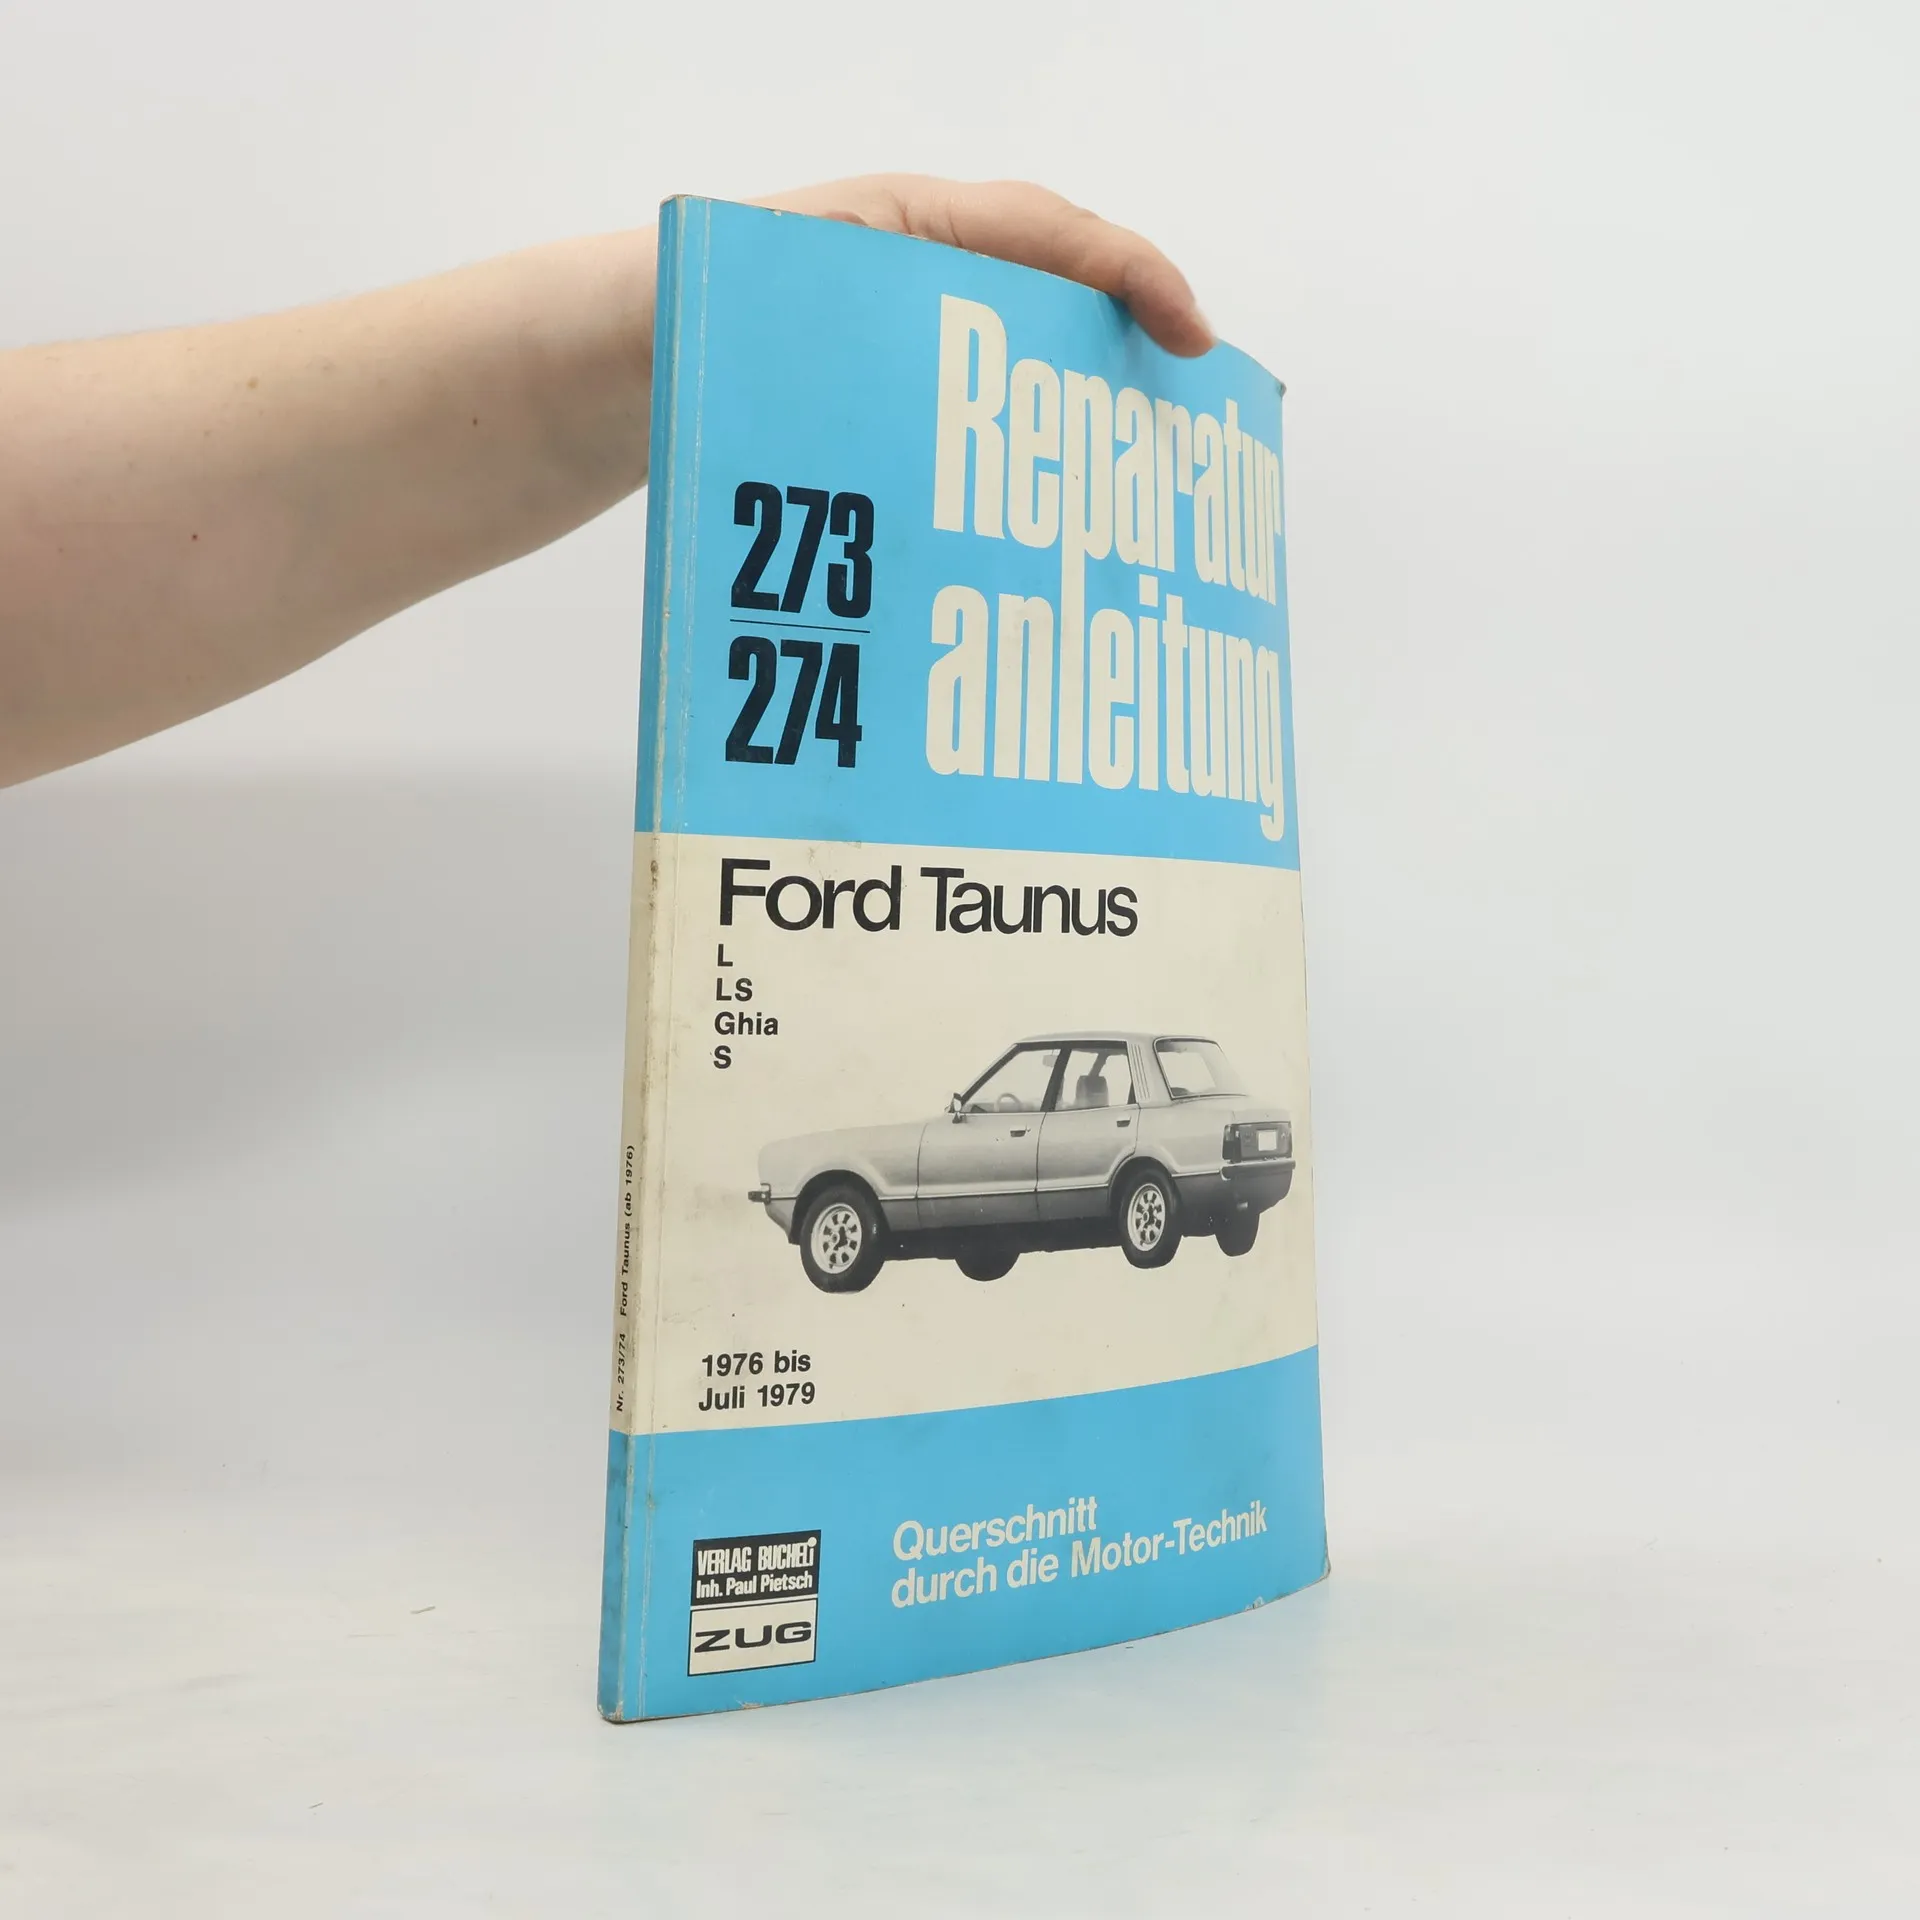 Reparatur
anleitung
273
274
Ford Taunus
L
LS
Ghia
S
1976 bis
Juli 1979
Querschnitt
durch die Motor-Technik
VERLAG BUCHELi
Inh. Paul Pietsch
ZUG
Nr. 273/74 Ford Taunus (ab 1976)